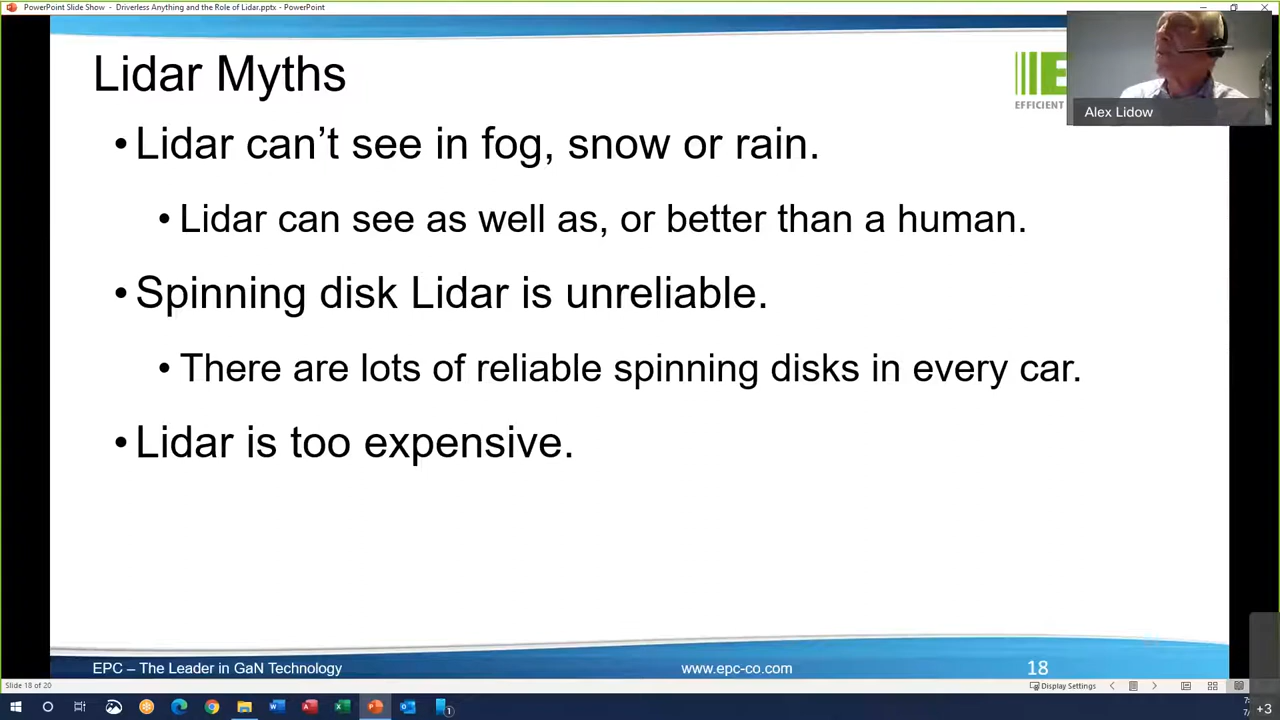 PowerPoint Slide Show - Driverless Anything and the Role of Lidar.pptx - PowerPoint
Lidar Myths
E
EFFICIENT
Alex Lidow
•Lidar can’t see in fog, snow or rain.
•Lidar can see as well as, or better than a human.
•Spinning disk Lidar is unreliable.
•There are lots of reliable spinning disks in every car.
•Lidar is too expensive.
EPC – The Leader in GaN Technology
www.epc-co.com
18
Slide 18 of 20
Display Settings
1
+3